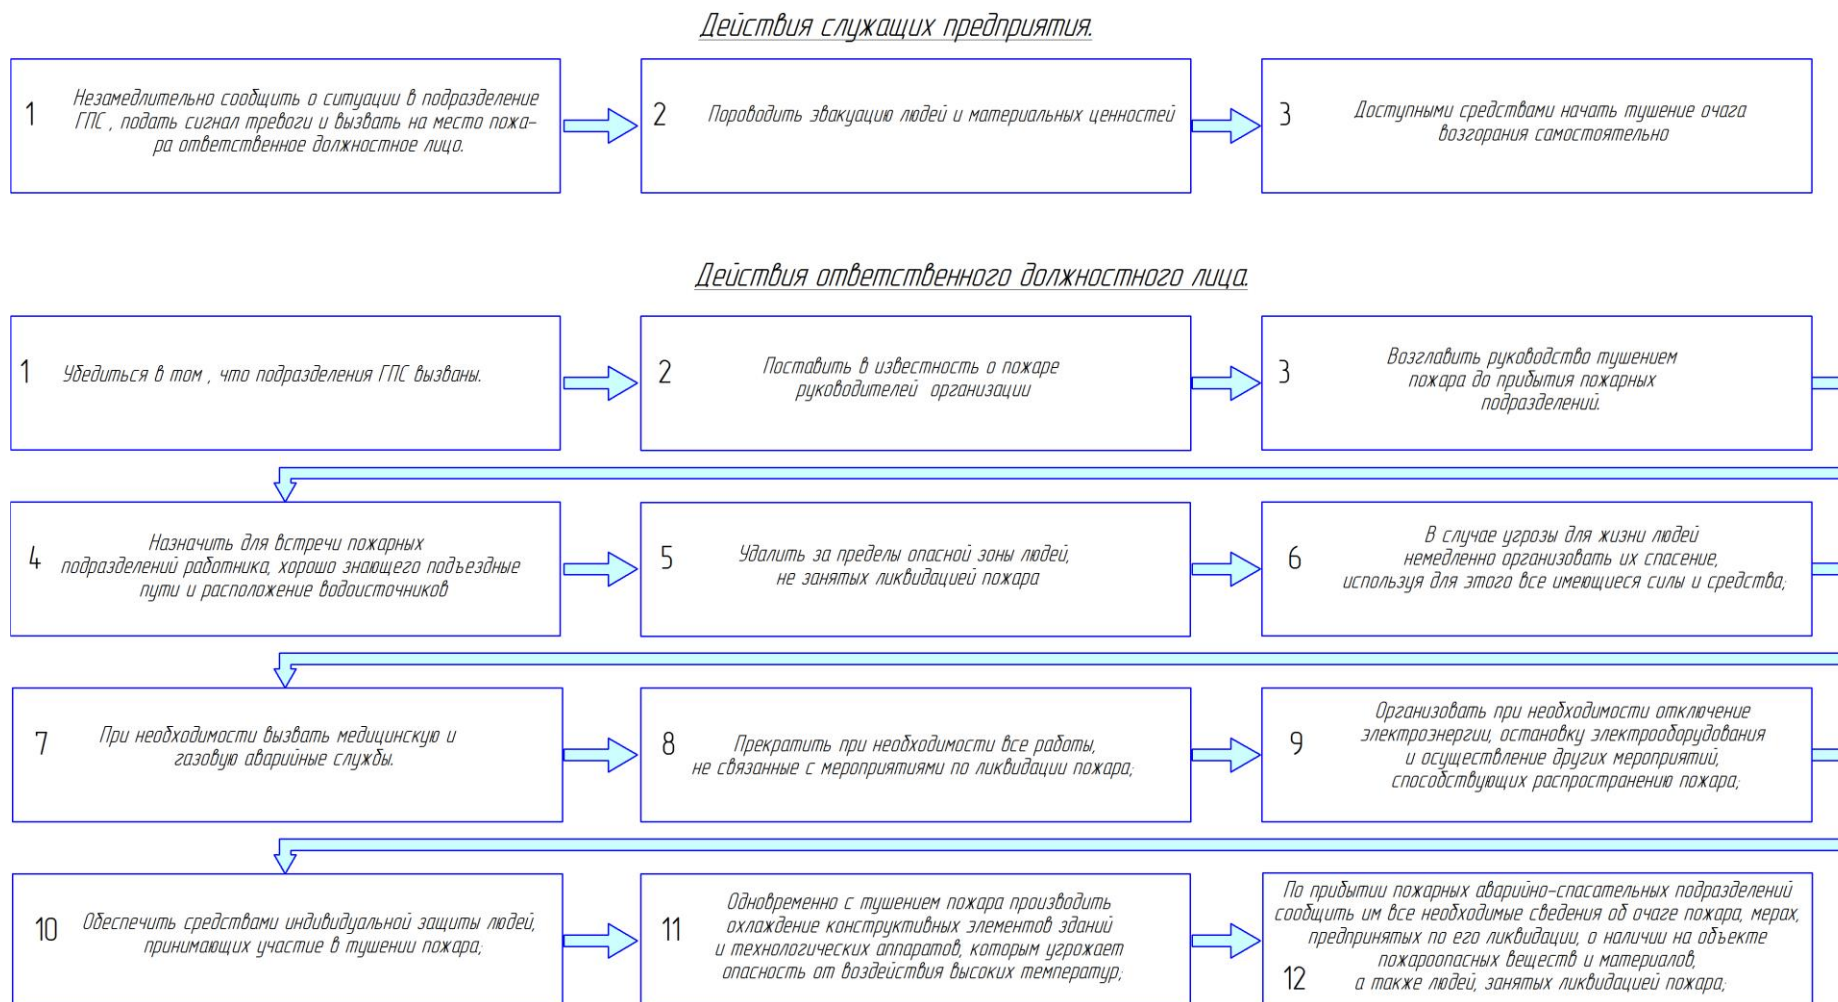 Действия служащих предприятия.
1
Незамедлительно сообщить о ситуации в подразделение
ГПС , подать сигнал тревоги и вызвать на место пожа-
ра ответственное должностное лицо.
2
Пороводить эвакуацию людей и материальных ценностей
3
Доступными средствами начать тушение очага
возгорания самостоятельно
Действия ответственного должностного лица.
1
Убедиться в том , что подразделения ГПС вызваны.
2
Поставить в известность о пожаре
руководителей организации
3
Возглавить руководство тушением
пожара до прибытия пожарных
подразделений.
4
Назначить для встречи пожарных
подразделений работника, хорошо знающего подъездные
пути и расположение водоисточников
5
Удалить за пределы опасной зоны людей,
не занятых ликвидацией пожара
6
В случае угрозы для жизни людей
немедленно организовать их спасение,
используя для этого все имеющиеся силы и средства;
7
При необходимости вызвать медицинскую и
газовую аварийные службы.
8
Прекратить при необходимости все работы,
не связанные с мероприятиями по ликвидации пожара;
9
Организовать при необходимости отключение
электроэнергии, остановку электрооборудования
и осуществление других мероприятий,
способствующих распространению пожара;
10
Обеспечить средствами индивидуальной защиты людей,
принимающих участие в тушении пожара;
11
Одновременно с тушением пожара производить
охлаждение конструктивных элементов зданий
и технологических аппаратов, которым угрожает
опасность от воздействия высоких температур;
12
По прибытии пожарных аварийно-спасательных подразделений
сообщить им все необходимые сведения об очаге пожара, мерах,
предпринятых по его ликвидации, о наличии на объекте
пожароопасных веществ и материалов,
а также людей, занятых ликвидацией пожара;